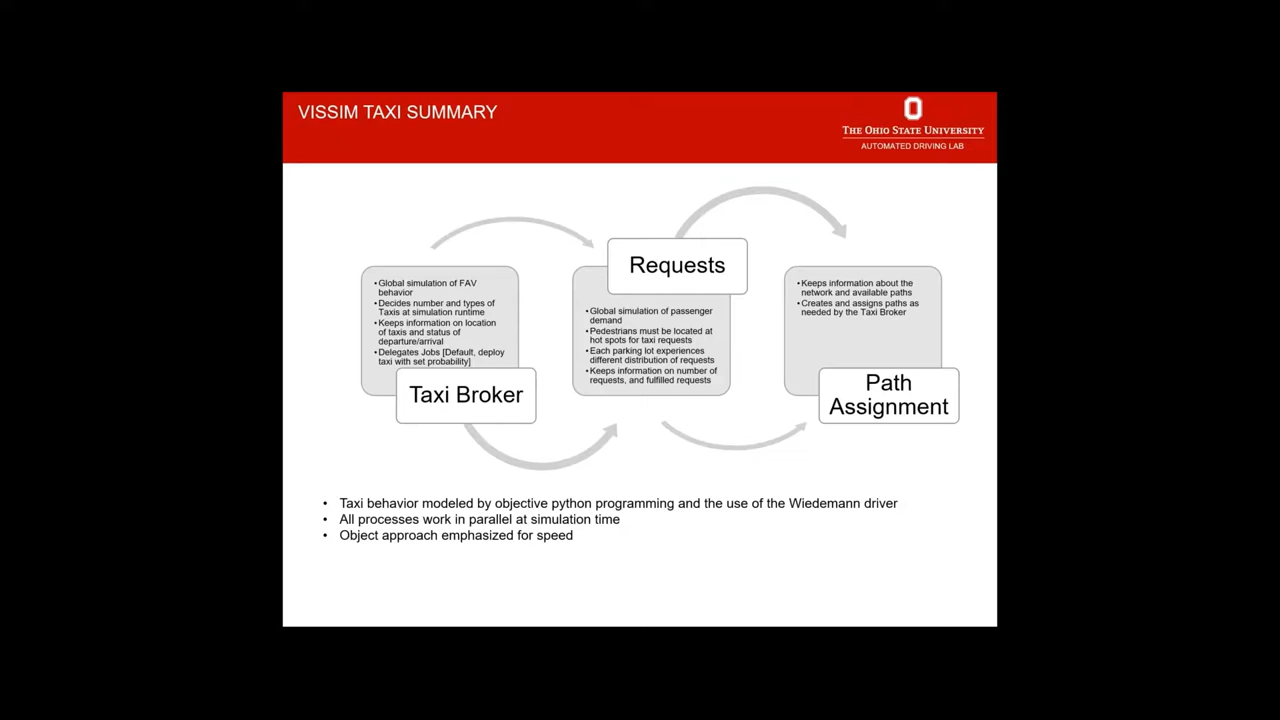 VISSIM TAXI SUMMARY
THE OHIO STATE UNIVERSITY
AUTOMATED DRIVING LAB
•Global simulation of FAV
behavior
•Decides number and types of
Taxis at simulation runtime
•Keeps information on location
of taxis and status of
departure/arrival
•Delegates Jobs [Default, deploy
taxi with set probability]
Taxi Broker
Requests
•Global simulation of passenger
demand
•Pedestrians must be located at
hot spots for taxi requests
•Each parking lot experiences
different distribution of requests
•Keeps information on number of
requests, and fulfilled requests
•Keeps information about the
network and available paths
•Creates and assigns paths as
needed by the Taxi Broker
Path
Assignment
• Taxi behavior modeled by objective python programming and the use of the Wiedemann driver
• All processes work in parallel at simulation time
• Object approach emphasized for speed